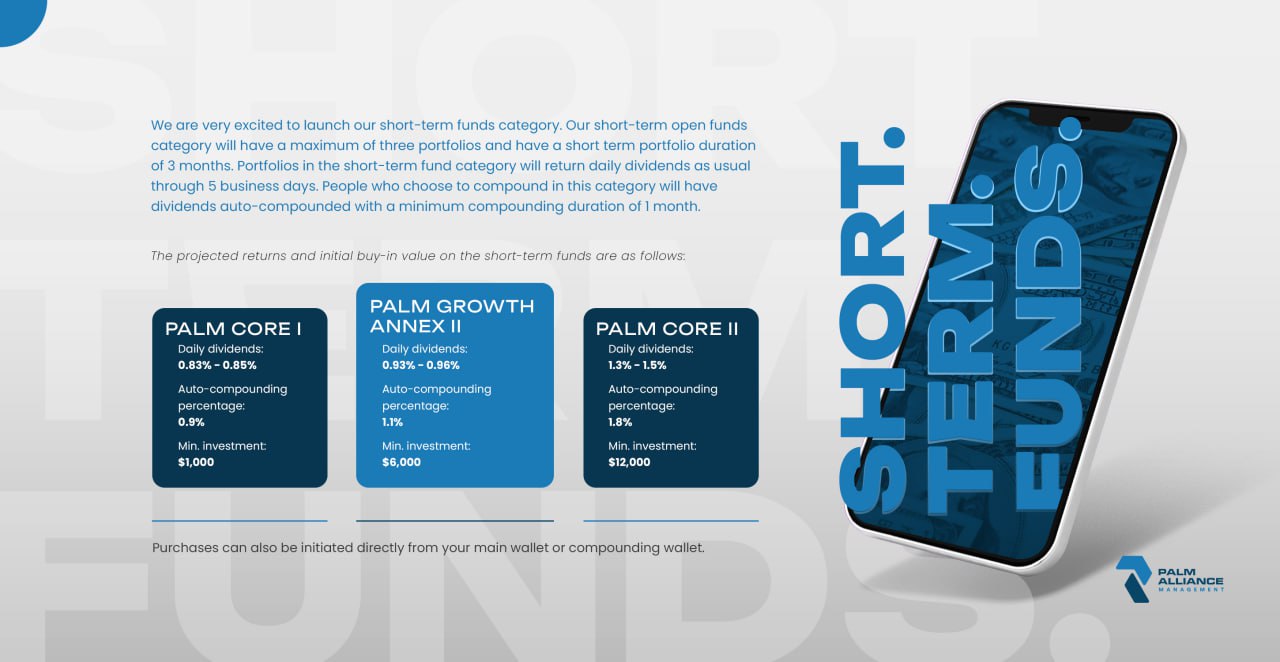 We are very excited to launch our short-term funds category. Our short-term open funds
category will have a maximum of three portfolios and have a short term portfolio duration
of 3 months. Portfolios in the short-term fund category will return daily dividends as usual
through 5 business days. People who choose to compound in this category will have
dividends auto-compounded with a minimum compounding duration of 1 month.
The projected returns and initial buy-in value on the short-term funds are as follows:
PALM CORE I
Daily dividends:
0.83% - 0.85%
Auto-compounding
percentage:
0.9%
Min. investment:
$1,000
PALM GROWTH
ANNEX II
Daily dividends:
0.93% - 0.96%
Auto-compounding
percentage:
1.1%
Min. investment:
$6,000
PALM CORE II
Daily dividends:
1.3% - 1.5%
Auto-compounding
percentage:
1.8%
Min. investment:
$12,000
Purchases can also be initiated directly from your main wallet or compounding wallet.
SHORT.
TERM.
FUNDS.
PALM
ALLIANCE
MANAGEMENT
SHORT
TERM
FUNDS.